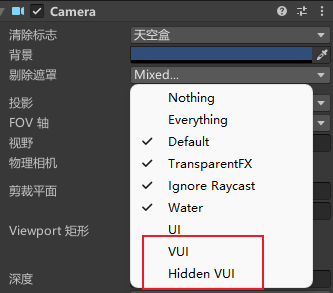 Camera
清除标志 天空盒
背景
剔除遮罩 Mixed...
Nothing
Everything
投影
Default
FOV 轴
视野
TransparentFX
物理相机
Ignore Raycast
剪裁平面
Water
UI
Viewport 矩形
VUI
Hidden VUI
深度